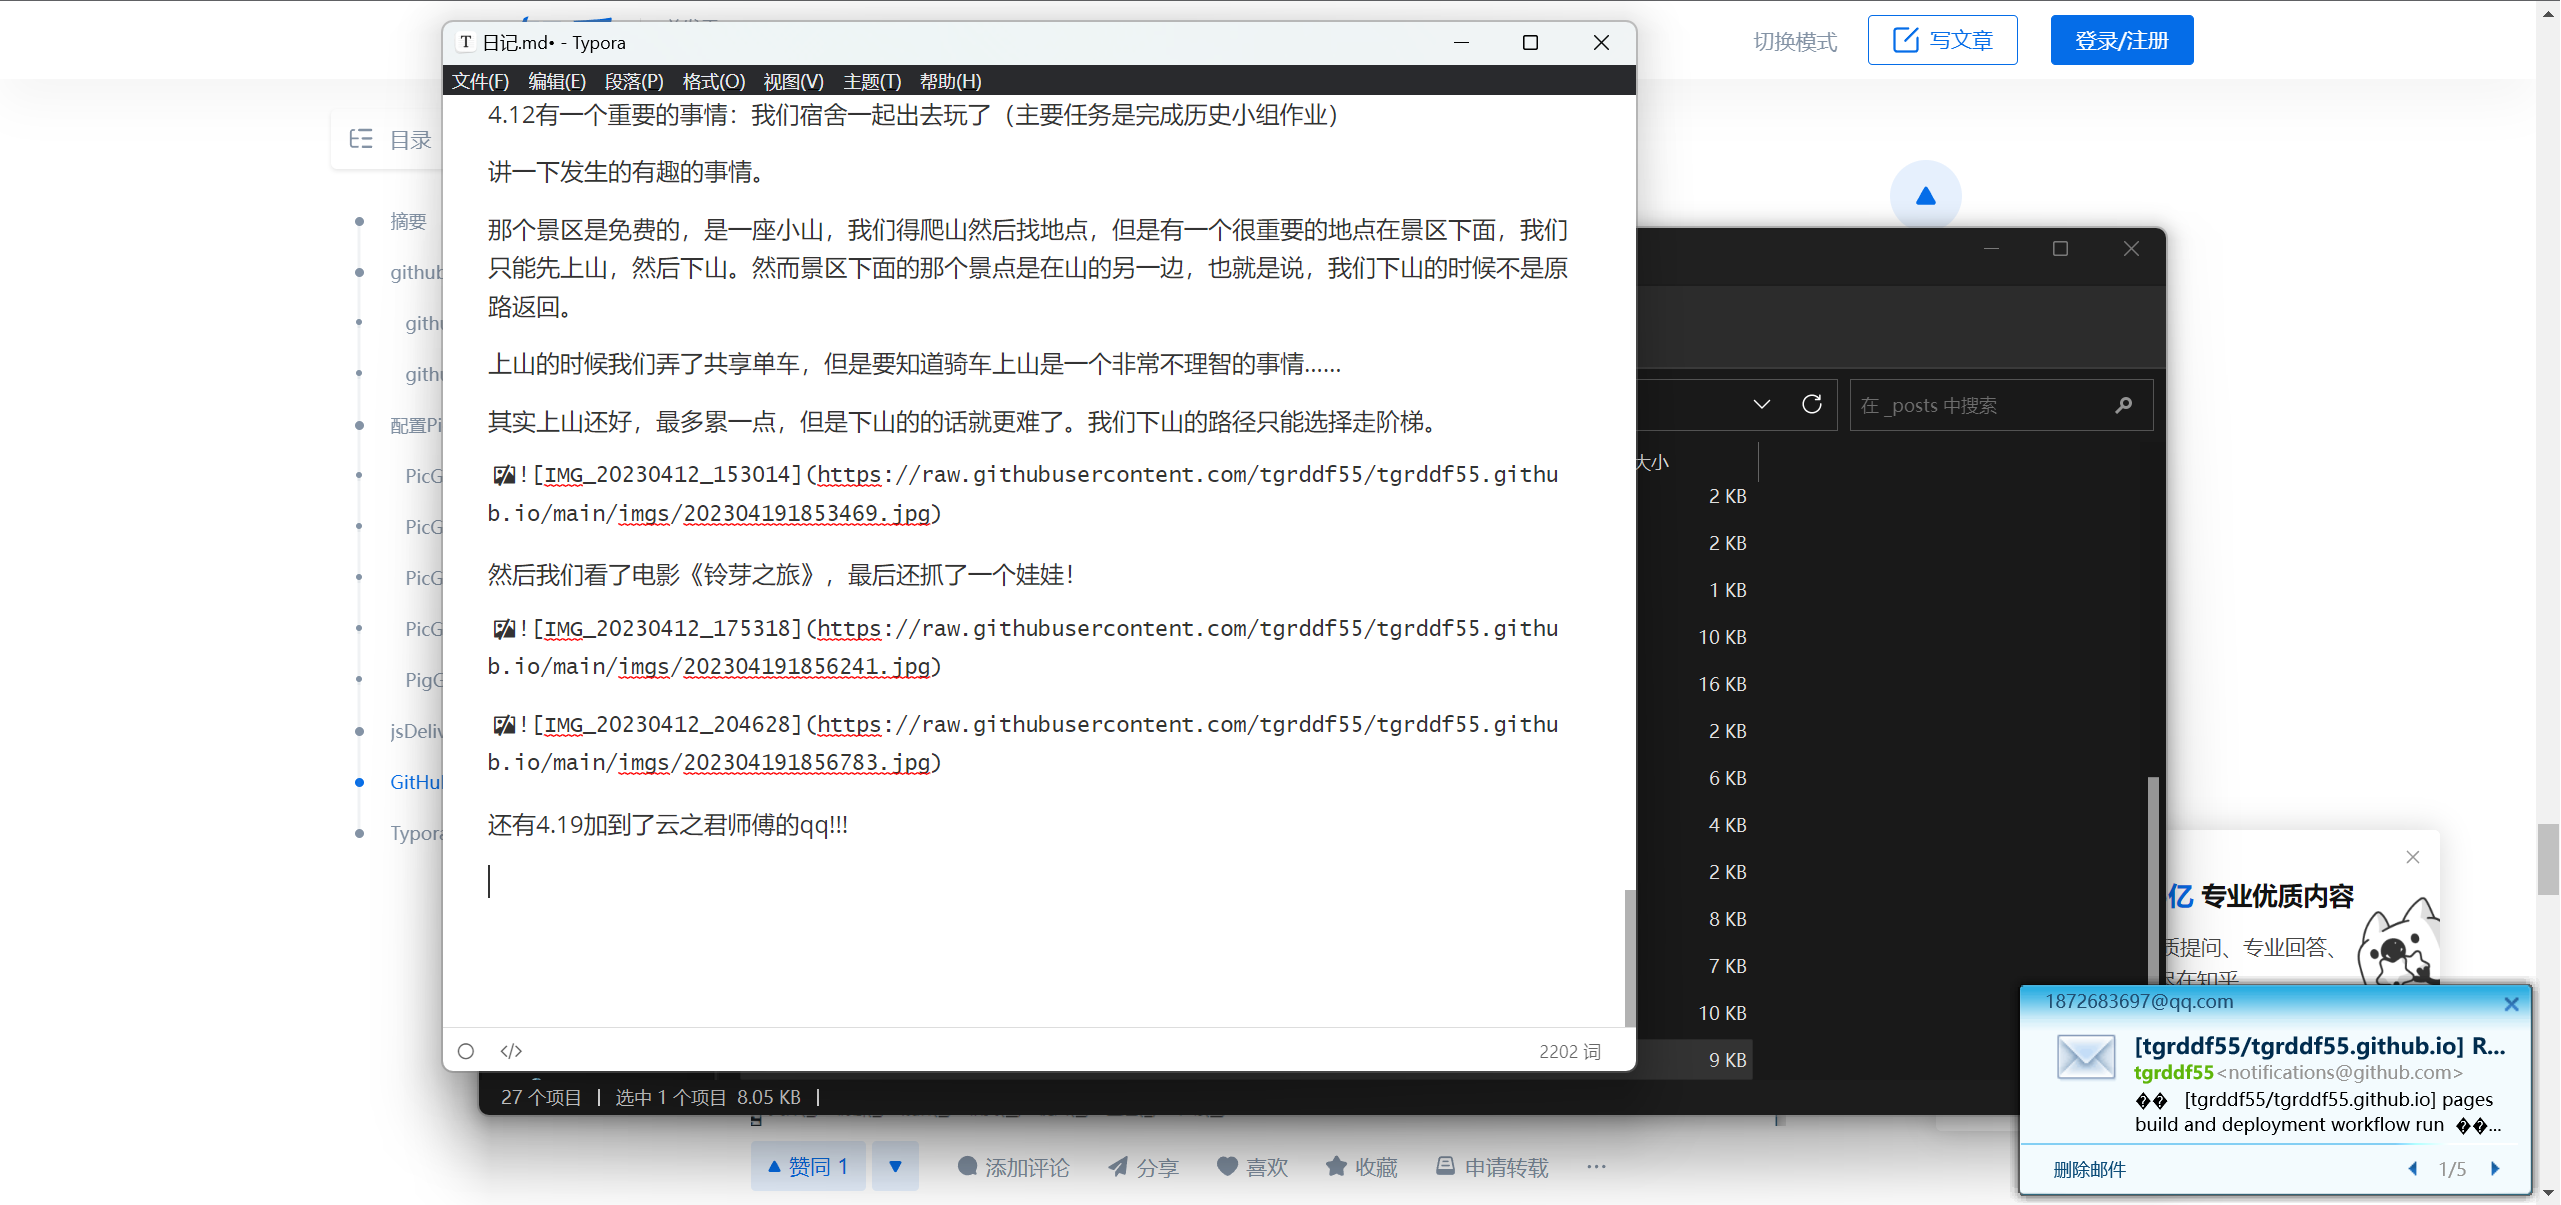 切换模式
写文章
登录/注册
日记.md• - Typora
文件(F) 编辑(E) 段落(P) 格式(O) 视图(V) 主题(T) 帮助(H)
目录
摘要
github
githu
githu
配置Pi
PicG
PicG
PicG
PicG
PigG
jsDeliv
GitHub
Typora
4.12有一个重要的事情：我们宿舍一起出去玩了（主要任务是完成历史小组作业）
讲一下发生的有趣的事情。
那个景区是免费的，是一座小山，我们得爬山然后找地点，但是有一个很重要的地点在景区下面，我们
只能先上山，然后下山。然而景区下面的那个景点是在山的另一边，也就是说，我们下山的时候不是原
路返回。
上山的时候我们弄了共享单车，但是要知道骑车上山是一个非常不理智的事情……
其实上山还好，最多累一点，但是下山的的话就更难了。我们下山的路径只能选择走阶梯。
![IMG_20230412_153014](https://raw.githubusercontent.com/tgrddf55/tgrddf55.githu
b.io/main/imgs/202304191853469.jpg)
然后我们看了电影《铃芽之旅》，最后还抓了一个娃娃！
![IMG_20230412_175318](https://raw.githubusercontent.com/tgrddf55/tgrddf55.githu
b.io/main/imgs/202304191856241.jpg)
![IMG_20230412_204628](https://raw.githubusercontent.com/tgrddf55/tgrddf55.githu
b.io/main/imgs/202304191856783.jpg)
还有4.19加到了云之君师傅的qq!!!
</> 2202 词
在 _posts 中搜索
大小
2 KB
2 KB
1 KB
10 KB
16 KB
2 KB
6 KB
4 KB
2 KB
8 KB
7 KB
10 KB
9 KB
27 个项目 | 选中 1 个项目 8.05 KB |
亿 专业优质内容
质提问、专业回答、
尽在知乎
1872683697@qq.com
[tgrddf55/tgrddf55.github.io] R...
tgrddf55<notifications@github.com>
�� [tgrddf55/tgrddf55.github.io] pages
build and deployment workflow run ��...
删除邮件 1/5
赞同 1 添加评论 分享 喜欢 收藏 申请转载 ···